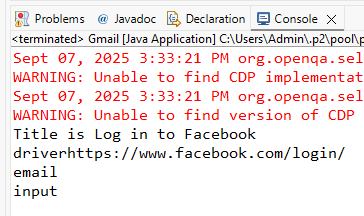 Problems @ Javadoc Declaration Console ×
<terminated> Gmail [Java Application] C:\Users\Admin\.p2\pool\p
Sept 07, 2025 3:33:21 PM org.openqa.sel
WARNING: Unable to find CDP implementat
Sept 07, 2025 3:33:21 PM org.openqa.sel
WARNING: Unable to find version of CDP
Title is Log in to Facebook
driverhttps://www.facebook.com/login/
email
input